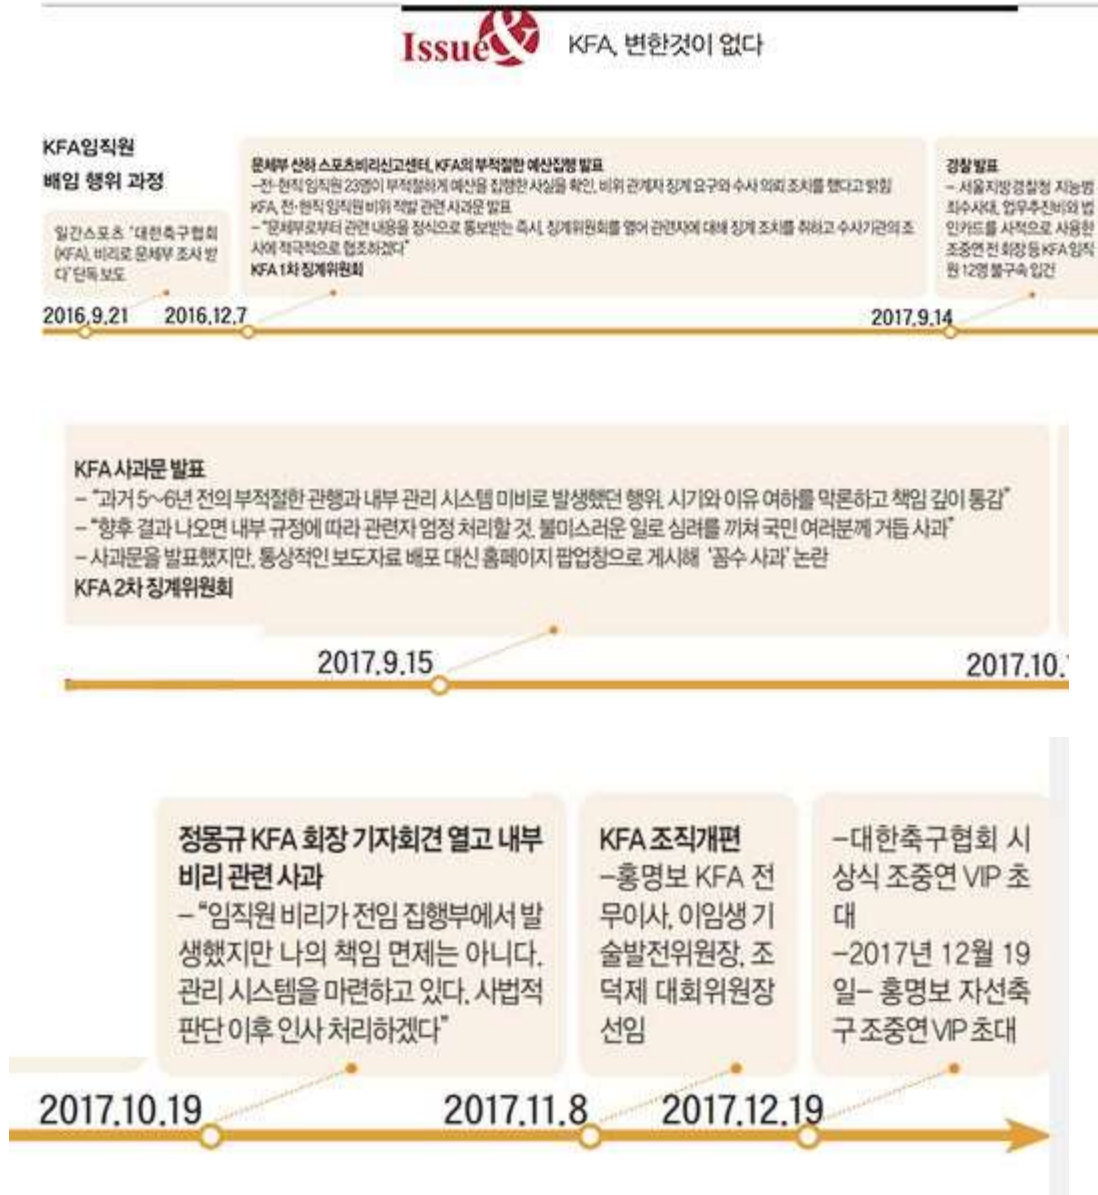 Issue&
KFA, 변한것이 없다
KFA임직원
배임 행위 과정
일간스포츠 "대한축구협회
(KFA), 비리로 문체부 조사 받
다" 단독 보도
2016.9.21
문체부 산하 스포츠비리신고센터, KFA의 부적절한 예산집행 발표
-전·현직 임직원 23명이 부적절하게 예산을 집행한 사실을 확인, 비위 관계자 징계 요구와 수사 의뢰 조치를 했다고 밝힘
KFA, 전·현직 임직원 비위 적발 관련 사과문 발표
- "문체부로부터 관련 내용을 정식으로 통보받는 즉시, 징계위원회를 열어 관련자에 대해 징계 조치를 취하고 수사기관의 조
사에 적극적으로 협조하겠다"
KFA 1차 징계위원회
2016.12.7
경찰 발표
- 서울지방경찰청 지능범
죄수사대, 업무추진비와 법
인카드를 사적으로 사용한
조중연 전 회장 등 KFA 임직
원 12명 불구속 입건
2017.9.14
KFA 사과문 발표
- "과거 5~6년 전의 부적절한 관행과 내부 관리 시스템 미비로 발생했던 행위. 시기와 이유 여하를 막론하고 책임 깊이 통감"
- "향후 결과 나오면 내부 규정에 따라 관련자 엄정 처리할 것. 불미스러운 일로 심려를 끼쳐 국민 여러분께 거듭 사과"
- 사과문을 발표했지만, 통상적인 보도자료 배포 대신 홈페이지 팝업창으로 게시해 '꼼수 사과' 논란
KFA 2차 징계위원회
2017.9.15
2017.10.
정몽규 KFA 회장 기자회견 열고 내부
비리 관련 사과
- "임직원 비리가 전임 집행부에서 발
생했지만 나의 책임 면제는 아니다.
관리 시스템을 마련하고 있다. 사법적
판단 이후 인사 처리하겠다"
2017.10.19
KFA 조직개편
-홍명보 KFA 전
무이사, 이임생 기
술발전위원장, 조
덕제 대회위원장
선임
2017.11.8
-대한축구협회 시
상식 조중연 VIP 초
대
-2017년 12월 19
일- 홍명보 자선축
구 조중연 VIP 초대
2017.12.19